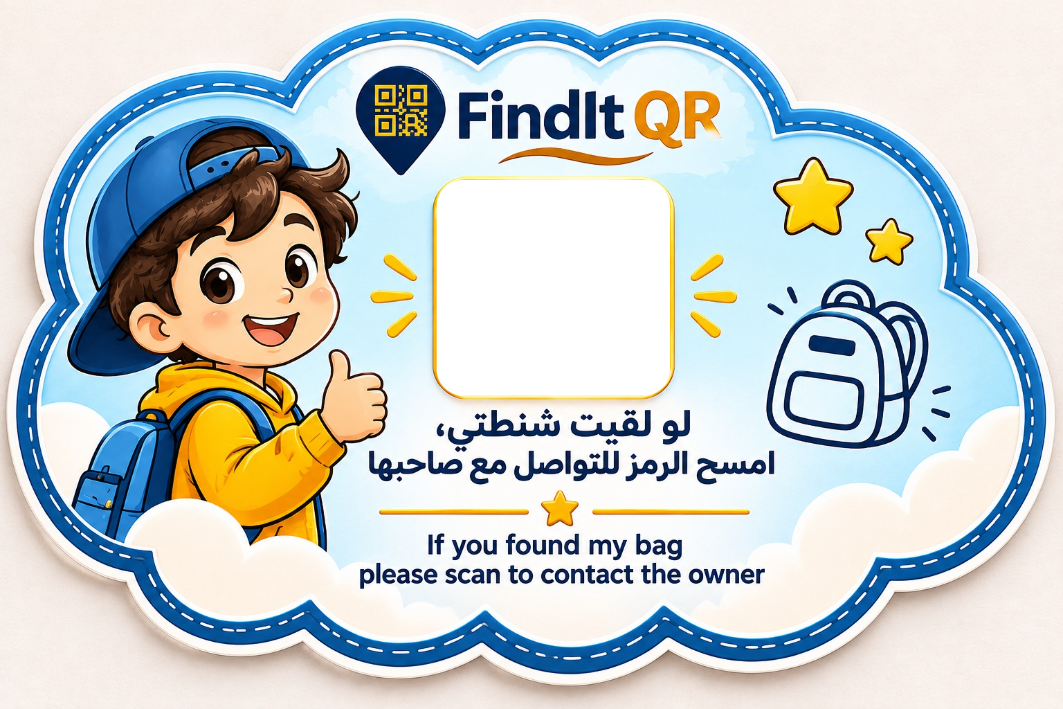 FindIt QR
لو لقيت شنطتي،
امسح الرمز للتواصل مع صاحبها
If you found my bag
please scan to contact the owner